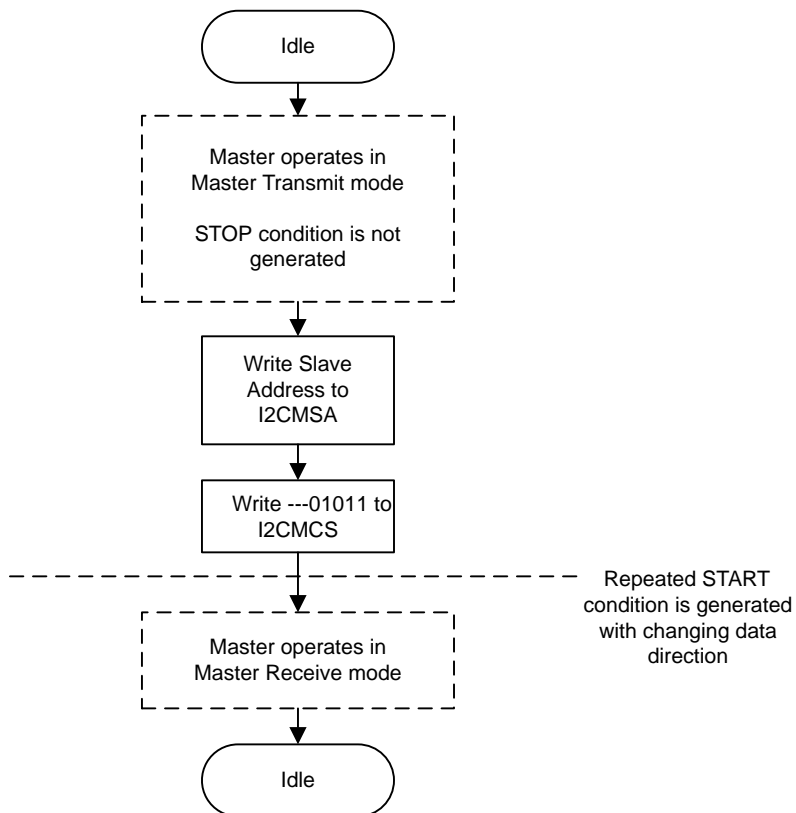 Idle
Master operates in
Master Transmit mode
STOP condition is not
generated
Write Slave
Address to
I2CMSA
Write ---01011 to
I2CMCS
Repeated START
condition is generated
with changing data
direction
Master operates in
Master Receive mode
Idle